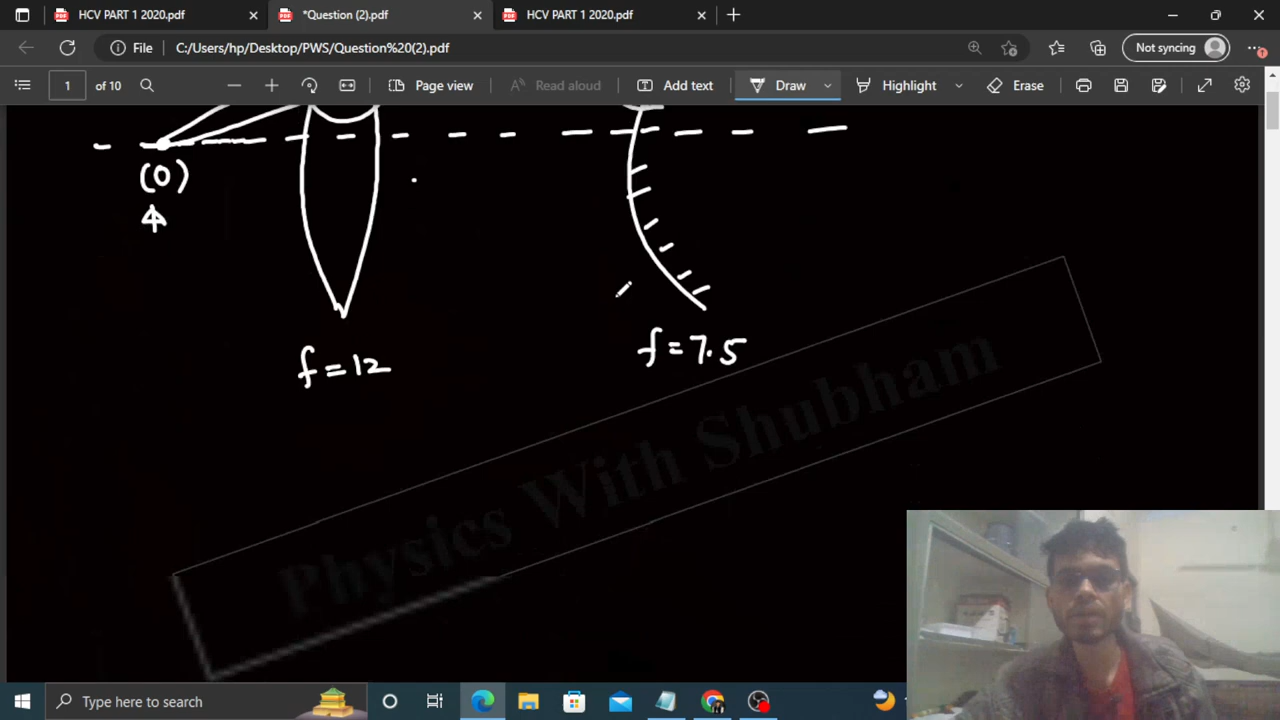 HCV PART 1 2020.pdf
*Question (2).pdf
HCV PART 1 2020.pdf
File
C:/Users/hp/Desktop/PWS/Question%20(2).pdf
Not syncing
1 of 10
Page view
Read aloud
Add text
Draw
Highlight
Erase
(O)
f=12
f=7.5
Physics With Shubham
Type here to search